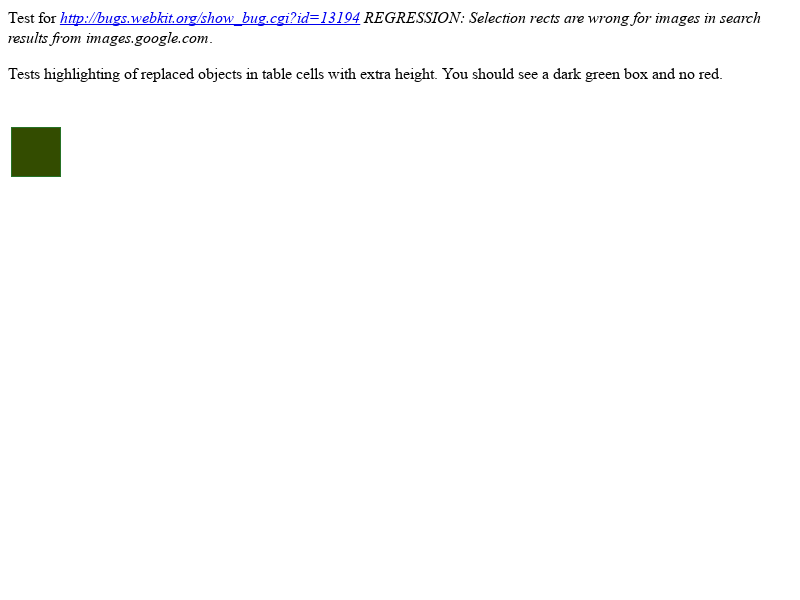 Test for http://bugs.webkit.org/show_bug.cgi?id=13194 REGRESSION: Selection rects are wrong for images in search
results from images.google.com.
Tests highlighting of replaced objects in table cells with extra height. You should see a dark green box and no red.